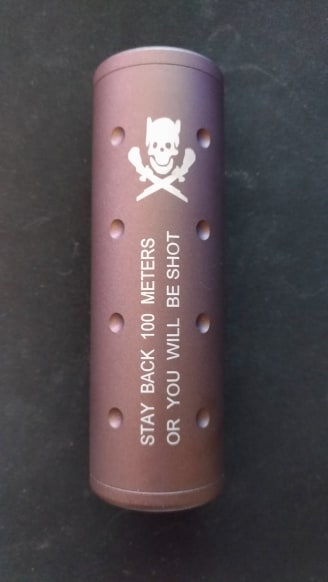 STAY BACK 100 METERS
OR YOU WILL BE SHOT